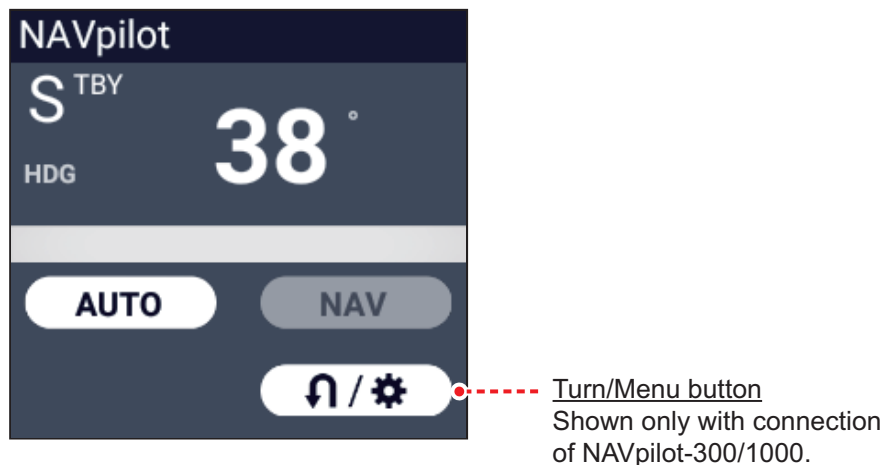 NAVpilot
S TBY
38°
HDG
AUTO NAV
/
Turn/Menu button
Shown only with connection
of NAVpilot-300/1000.